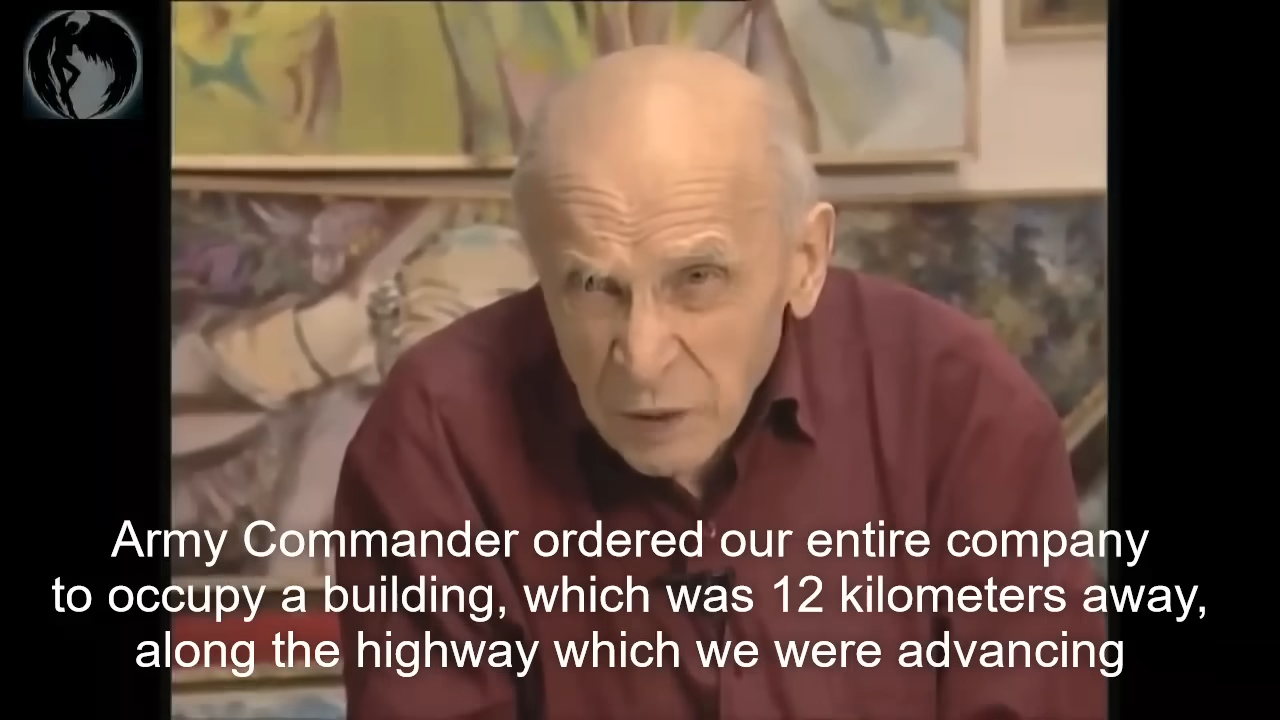 Army Commander ordered our entire company
to occupy a building, which was 12 kilometers away,
along the highway which we were advancing